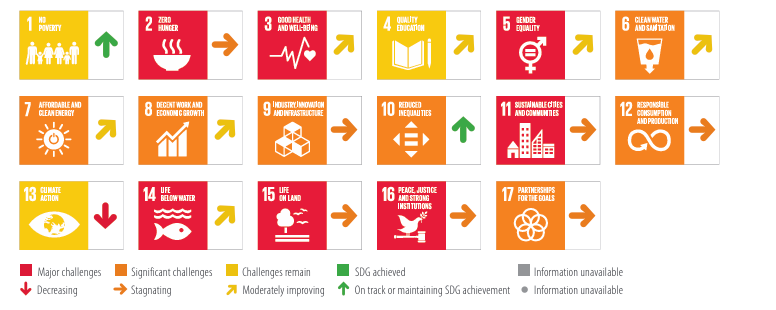 1 NO
POVERTY
2 ZERO
HUNGER
3 GOOD HEALTH
AND WELL-BEING
4 QUALITY
EDUCATION
5 GENDER
EQUALITY
6 CLEAN WATER
AND SANITATION
7 AFFORDABLE AND
CLEAN ENERGY
8 DECENT WORK AND
ECONOMIC GROWTH
9 INDUSTRY, INNOVATION
AND INFRASTRUCTURE
10 REDUCED
INEQUALITIES
11 SUSTAINABLE CITIES
AND COMMUNITIES
12 RESPONSIBLE
CONSUMPTION
AND PRODUCTION
13 CLIMATE
ACTION
14 LIFE
BELOW WATER
15 LIFE
ON LAND
16 PEACE, JUSTICE
AND STRONG
INSTITUTIONS
17 PARTNERSHIPS
FOR THE GOALS
Major challenges
Significant challenges
Challenges remain
SDG achieved
Information unavailable
Decreasing
Stagnating
Moderately improving
On track or maintaining SDG achievement
Information unavailable